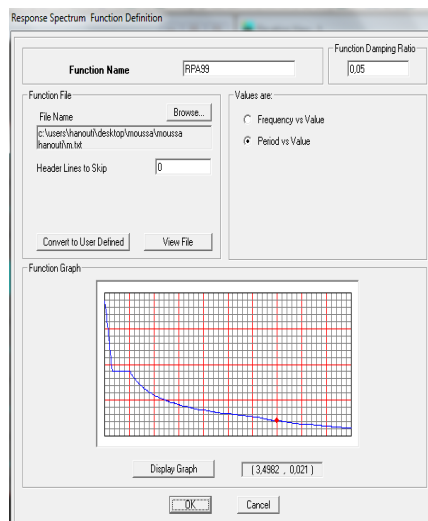 Response Spectrum Function Definition
Function Damping Ratio
Function Name
RPA99
0,05
Function File
Values are:
File Name
Browse...
c:\users\hanouti\desktop\moussa\moussa
hanouti\m.txt
Frequency vs Value
Period vs Value
Header Lines to Skip
0
Convert to User Defined
View File
Function Graph
Display Graph
( 3,4982 , 0,021 )
OK
Cancel